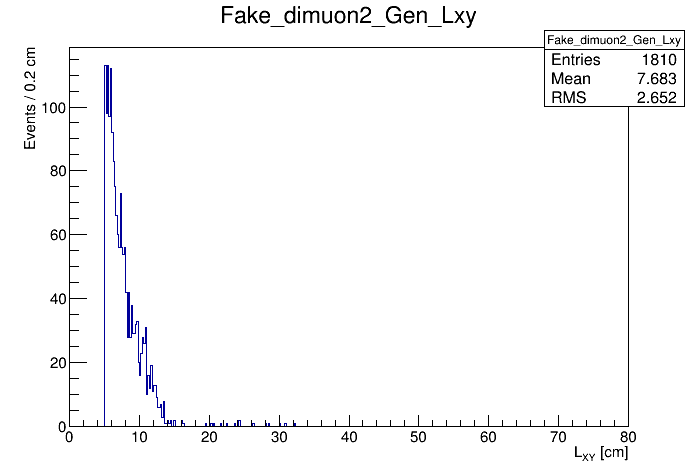 Fake_dimuon2_Gen_Lxy
Fake_dimuon2_Gen_Lxy
Entries 1810
Mean 7.683
RMS 2.652
Events / 0.2 cm
100
80
60
40
20
0
0 10 20 30 40 50 60 70 80
L_XY [cm]